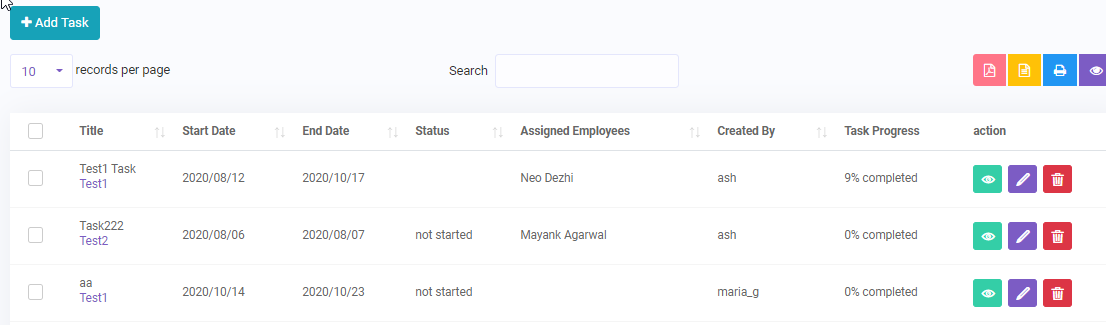 Add Task
10 records per page Search
Title Start Date End Date Status Assigned Employees Created By Task Progress action
Test1 Task
Test1 2020/08/12 2020/10/17 Neo Dezhi ash 9% completed
Task222
Test2 2020/08/06 2020/08/07 not started Mayank Agarwal ash 0% completed
aa
Test1 2020/10/14 2020/10/23 not started maria_g 0% completed